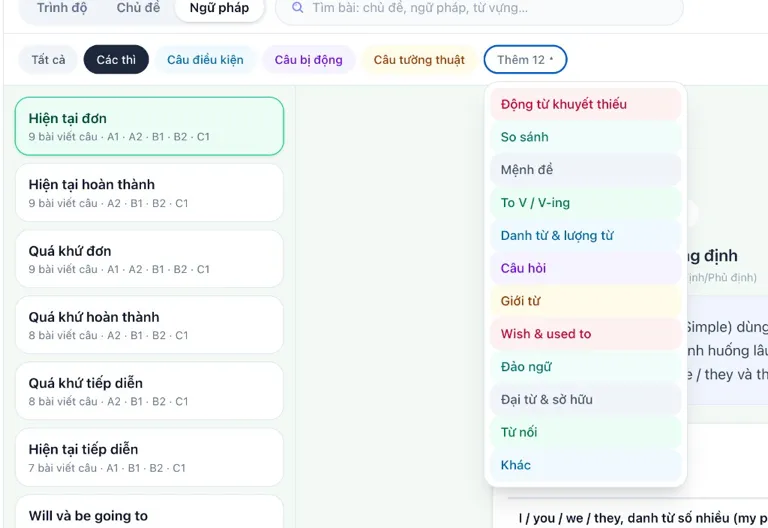 Trình độ Chủ đề Ngữ pháp Tìm bài: chủ đề, ngữ pháp, từ vựng...
Tất cả Các thì Câu điều kiện Câu bị động Câu tường thuật Thêm 12
Hiện tại đơn
9 bài viết câu · A1 · A2 · B1 · B2 · C1
Hiện tại hoàn thành
9 bài viết câu · A2 · B1 · B2 · C1
Quá khứ đơn
9 bài viết câu · A1 · A2 · B1 · B2 · C1
Quá khứ hoàn thành
8 bài viết câu · A2 · B1 · B2 · C1
Quá khứ tiếp diễn
8 bài viết câu · A2 · B1 · B2 · C1
Hiện tại tiếp diễn
7 bài viết câu · A1 · B1 · B2 · C1
Will và be going to
Động từ khuyết thiếu
So sánh
Mệnh đề
To V / V-ing
Danh từ & lượng từ
Câu hỏi
Giới từ
Wish & used to
Đảo ngữ
Đại từ & sở hữu
Từ nối
Khác
định
/Phủ định)
Simple) dùng
huống lâu
/ they và th
I / you / we / they, danh từ số nhiều (my p